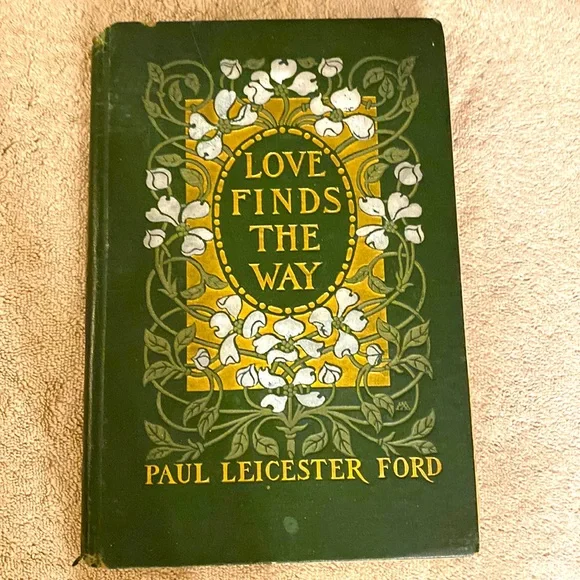 LOVE
FINDS
THE
WAY
PAUL LEICESTER FORD